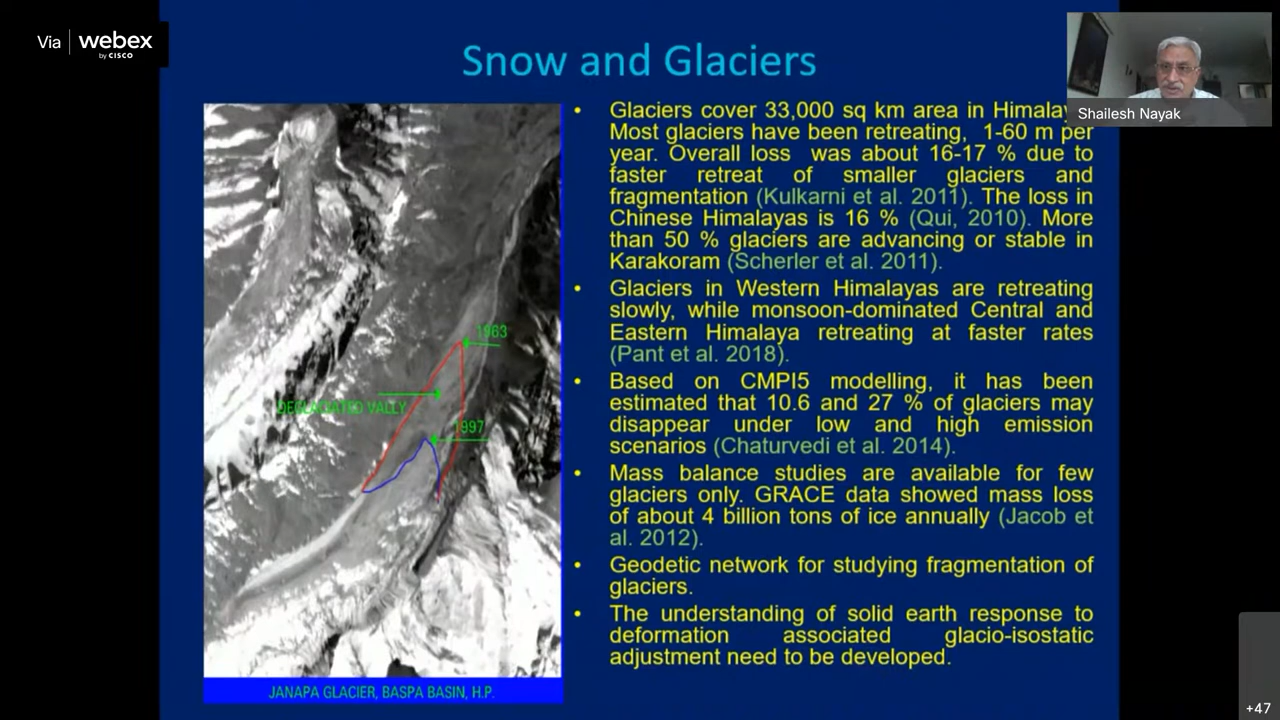 Via webex
by CISCO
Snow and Glaciers
Shailesh Nayak
• Glaciers cover 33,000 sq km area in
Most glaciers have been retreating, 1-60 m per
year. Overall loss was about 16-17 % due to
faster retreat of smaller glaciers and
fragmentation (Kulkarni et al. 2011). The loss in
Chinese Himalayas is 16 % (Qui, 2010). More
than 50 % glaciers are advancing or stable in
Karakoram (Scherler et al. 2011).
• Glaciers in Western Himalayas are retreating
slowly, while monsoon-dominated Central and
Eastern Himalaya retreating at faster rates
(Pant et al. 2018).
• Based on CMPI5 modelling, it has been
estimated that 10.6 and 27 % of glaciers may
disappear under low and high emission
scenarios (Chaturvedi et al. 2014).
• Mass balance studies are available for few
glaciers only. GRACE data showed mass loss
of about 4 billion tons of ice annually (Jacob et
al. 2012).
• Geodetic network for studying fragmentation of
glaciers.
• The understanding of solid earth response to
deformation associated glacio-isostatic
adjustment need to be developed.
1963
DEGLACIATED VALLY
1997
JANAPA GLACIER, BASPA BASIN, H.P.
+47